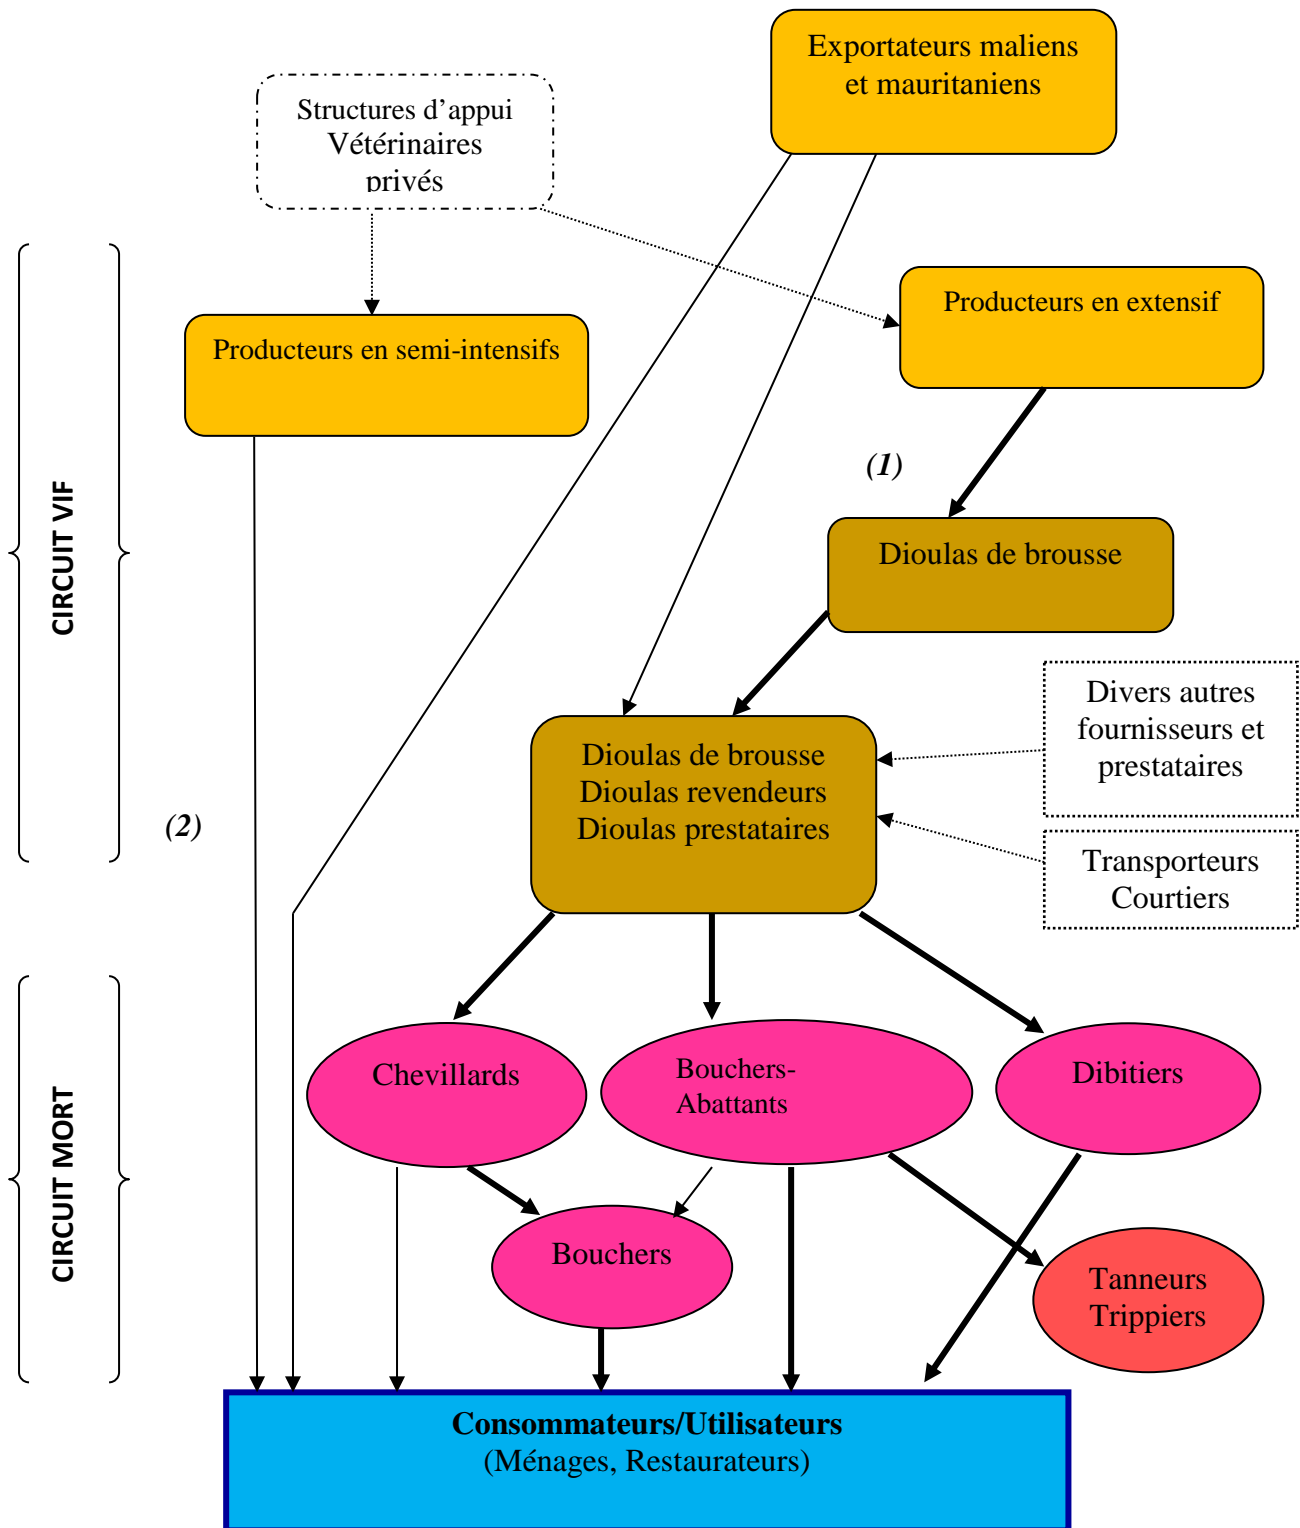 Exportateurs maliens
et mauritaniens
Structures d'appui
Vétérinaires
privés
Producteurs en extensif
Producteurs en semi-intensifs
(1)
CIRCUIT VIF
Dioulas de brousse
Divers autres
fournisseurs et
prestataires
Dioulas de brousse
Dioulas revendeurs
Dioulas prestataires
(2)
Transporteurs
Courtiers
CIRCUIT MORT
Chevillards
Bouchers-
Abattants
Dibitiers
Bouchers
Tanneurs
Trippiers
Consommateurs/Utilisateurs
(Ménages, Restaurateurs)